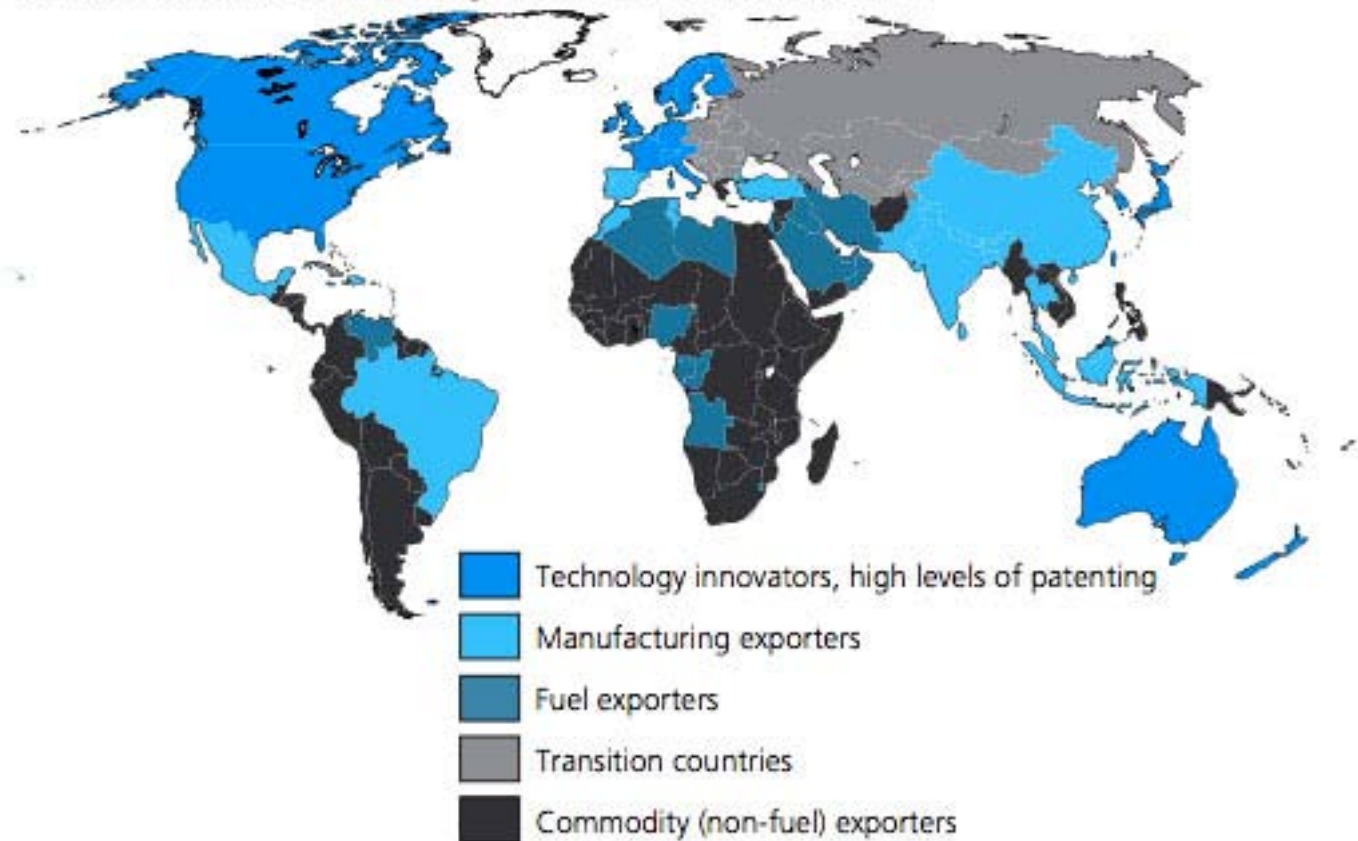 Technology innovators, high levels of patenting
Manufacturing exporters
Fuel exporters
Transition countries
Commodity (non-fuel) exporters